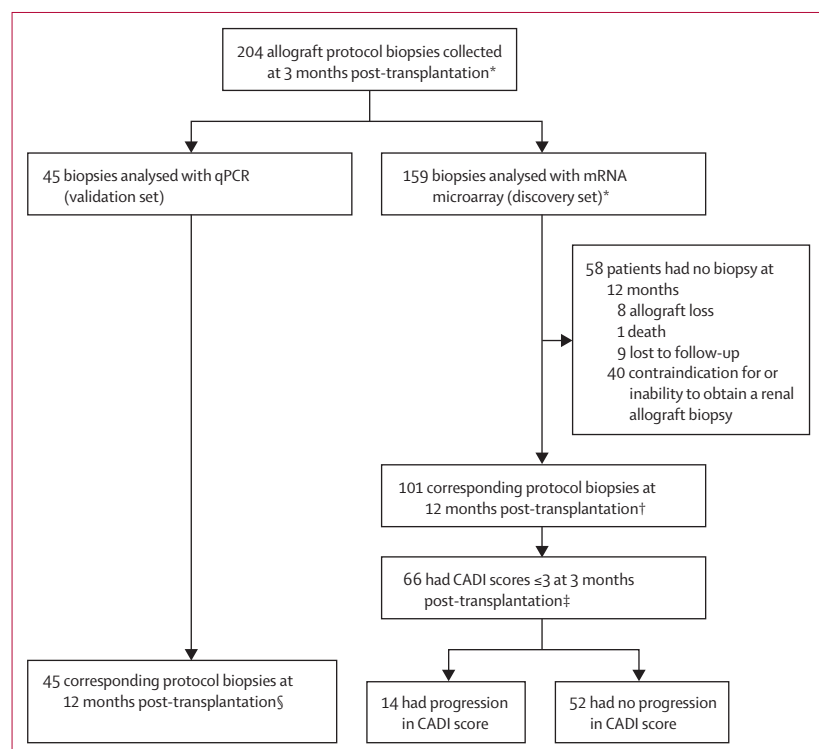 204 allograft protocol biopsies collected
at 3 months post-transplantation*
45 biopsies analysed with qPCR
(validation set)
159 biopsies analysed with mRNA
microarray (discovery set)*
58 patients had no biopsy at
12 months
8 allograft loss
1 death
9 lost to follow-up
40 contraindication for or
inability to obtain a renal
allograft biopsy
101 corresponding protocol biopsies at
12 months post-transplantation†
66 had CADI scores ≤3 at 3 months
post-transplantation‡
45 corresponding protocol biopsies at
12 months post-transplantation§
14 had progression
in CADI score
52 had no progression
in CADI score